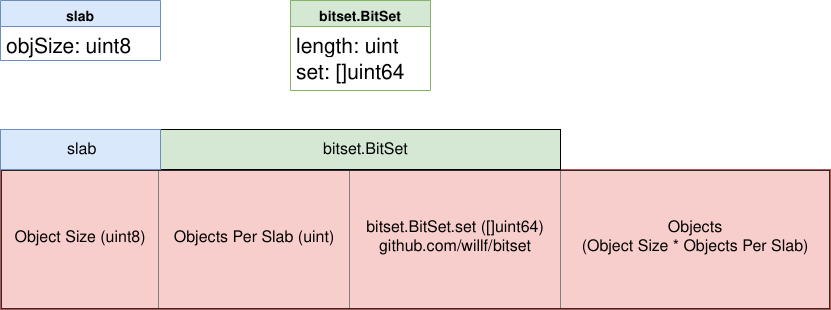 slab
objSize: uint8
bitset.BitSet
length: uint
set: []uint64
slab
bitset.BitSet
Object Size (uint8)
Objects Per Slab (uint)
bitset.BitSet.set ([]uint64)
github.com/willf/bitset
Objects
(Object Size * Objects Per Slab)